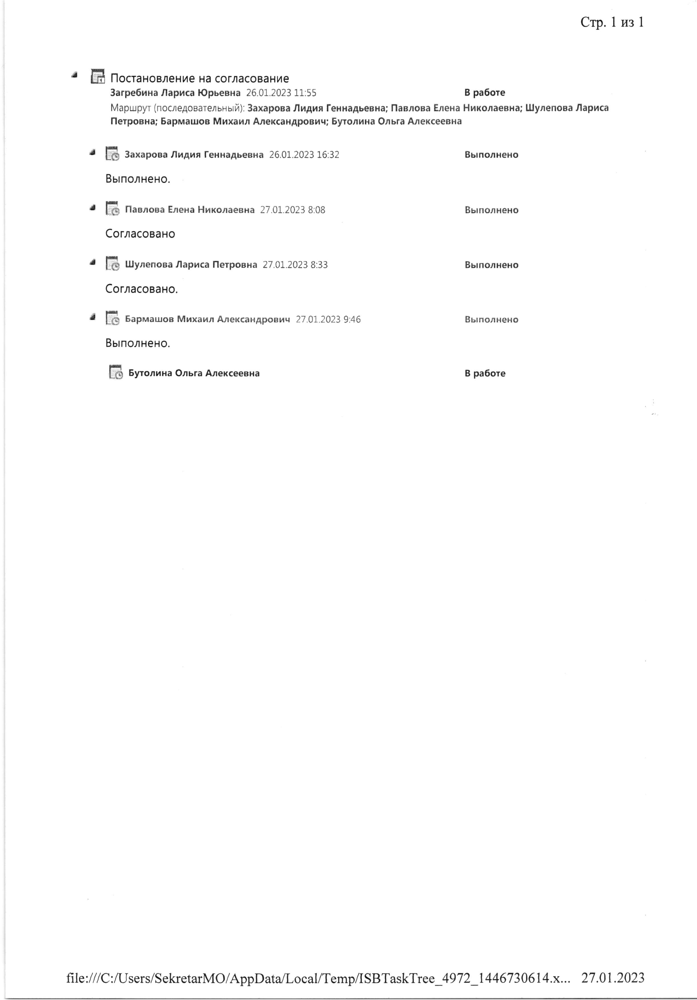 Стр. 1 из 1
Постановление на согласование
Загребина Лариса Юрьевна 26.01.2023 11:55 В работе
Маршрут (последовательный): Захарова Лидия Геннадьевна; Павлова Елена Николаевна; Шулепова Лариса
Петровна; Бармашов Михаил Александрович; Бутолина Ольга Алексеевна
Захарова Лидия Геннадьевна 26.01.2023 16:32 Выполнено
Выполнено.
Павлова Елена Николаевна 27.01.2023 8:08 Выполнено
Согласовано
Шулепова Лариса Петровна 27.01.2023 8:33 Выполнено
Согласовано.
Бармашов Михаил Александрович 27.01.2023 9:46 Выполнено
Выполнено.
Бутолина Ольга Алексеевна В работе
file:///C:/Users/SekretarMO/AppData/Local/Temp/ISBTaskTree_4972_1446730614.x... 27.01.2023